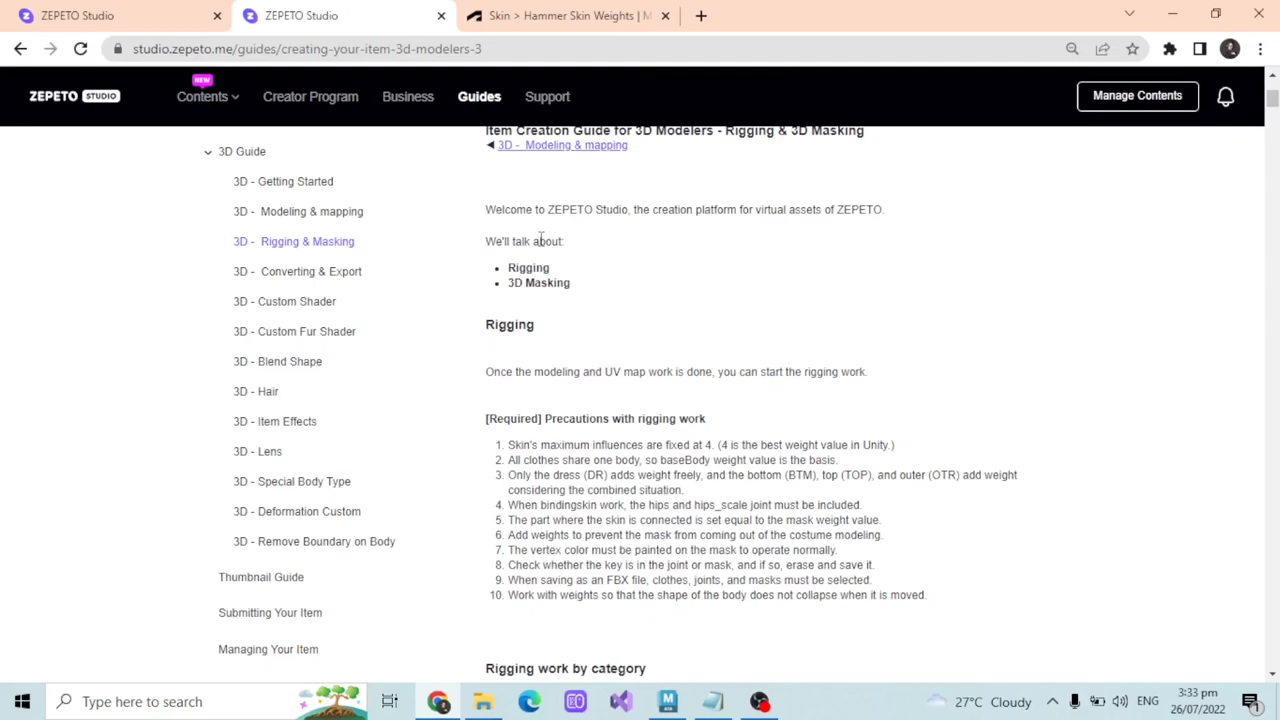 ZEPETO Studio
ZEPETO Studio
Skin > Hammer Skin Weights | M
studio.zepeto.me/guides/creating-your-item-3d-modelers-3
ZEPETO STUDIO
NEW
Contents
Creator Program
Business
Guides
Support
Manage Contents
3D Guide
3D - Getting Started
3D - Modeling & mapping
3D - Rigging & Masking
3D - Converting & Export
3D - Custom Shader
3D - Custom Fur Shader
3D - Blend Shape
3D - Hair
3D - Item Effects
3D - Lens
3D - Special Body Type
3D - Deformation Custom
3D - Remove Boundary on Body
Thumbnail Guide
Submitting Your Item
Managing Your Item
Item Creation Guide for 3D Modelers - Rigging & 3D Masking
◀ 3D - Modeling & mapping
Welcome to ZEPETO Studio, the creation platform for virtual assets of ZEPETO.
We'll talk about:
• Rigging
• 3D Masking
Rigging
Once the modeling and UV map work is done, you can start the rigging work.
[Required] Precautions with rigging work
1. Skin's maximum influences are fixed at 4. (4 is the best weight value in Unity.)
2. All clothes share one body, so baseBody weight value is the basis.
3. Only the dress (DR) adds weight freely, and the bottom (BTM), top (TOP), and outer (OTR) add weight
considering the combined situation.
4. When bindingskin work, the hips and hips_scale joint must be included.
5. The part where the skin is connected is set equal to the mask weight value.
6. Add weights to prevent the mask from coming out of the costume modeling.
7. The vertex color must be painted on the mask to operate normally.
8. Check whether the key is in the joint or mask, and if so, erase and save it.
9. When saving as an FBX file, clothes, joints, and masks must be selected.
10. Work with weights so that the shape of the body does not collapse when it is moved.
Rigging work by category
Type here to search
27°C Cloudy
ENG
3:33 pm
26/07/2022
1